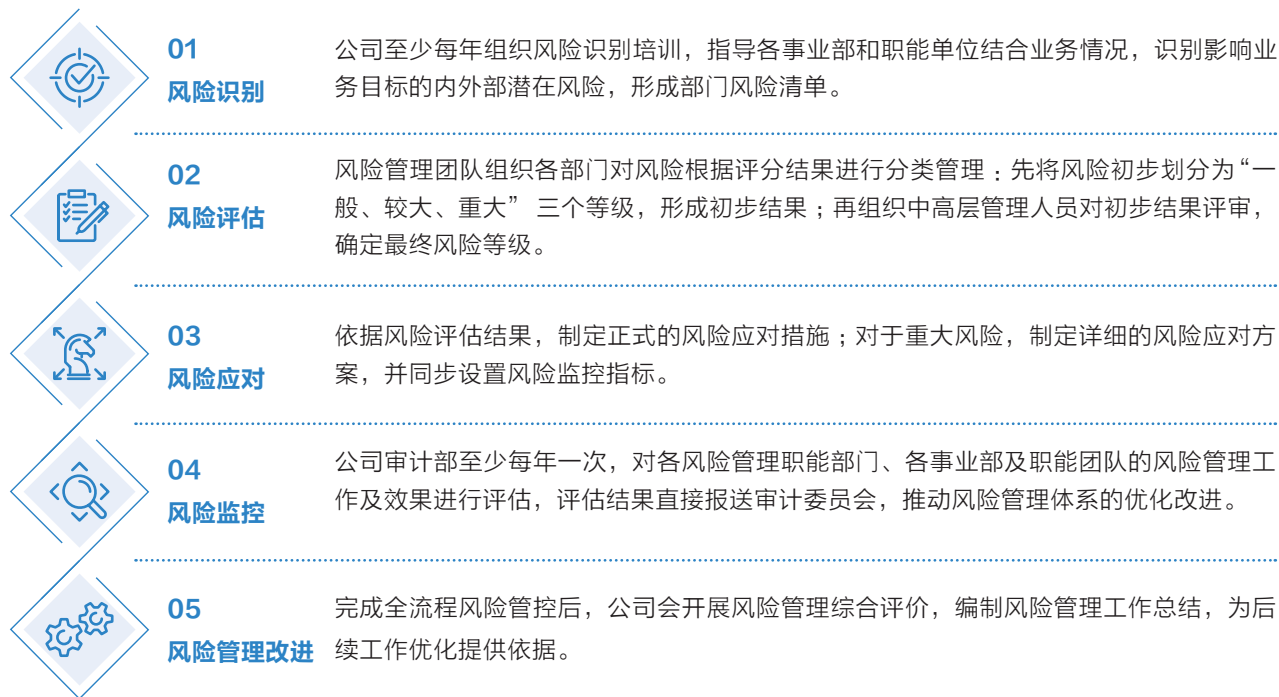 01
风险识别
公司至少每年组织风险识别培训，指导各事业部和职能单位结合业务情况，识别影响业
务目标的内外部潜在风险，形成部门风险清单。
02
风险评估
风险管理团队组织各部门对风险根据评分结果进行分类管理：先将风险初步划分为“一
般、较大、重大” 三个等级，形成初步结果；再组织中高层管理人员对初步结果评审，
确定最终风险等级。
03
风险应对
依据风险评估结果，制定正式的风险应对措施；对于重大风险，制定详细的风险应对方
案，并同步设置风险监控指标。
04
风险监控
公司审计部至少每年一次，对各风险管理职能部门、各事业部及职能团队的风险管理工
作及效果进行评估，评估结果直接报送审计委员会，推动风险管理体系的优化改进。
05
风险管理改进
完成全流程风险管控后，公司会开展风险管理综合评价，编制风险管理工作总结，为后
续工作优化提供依据。